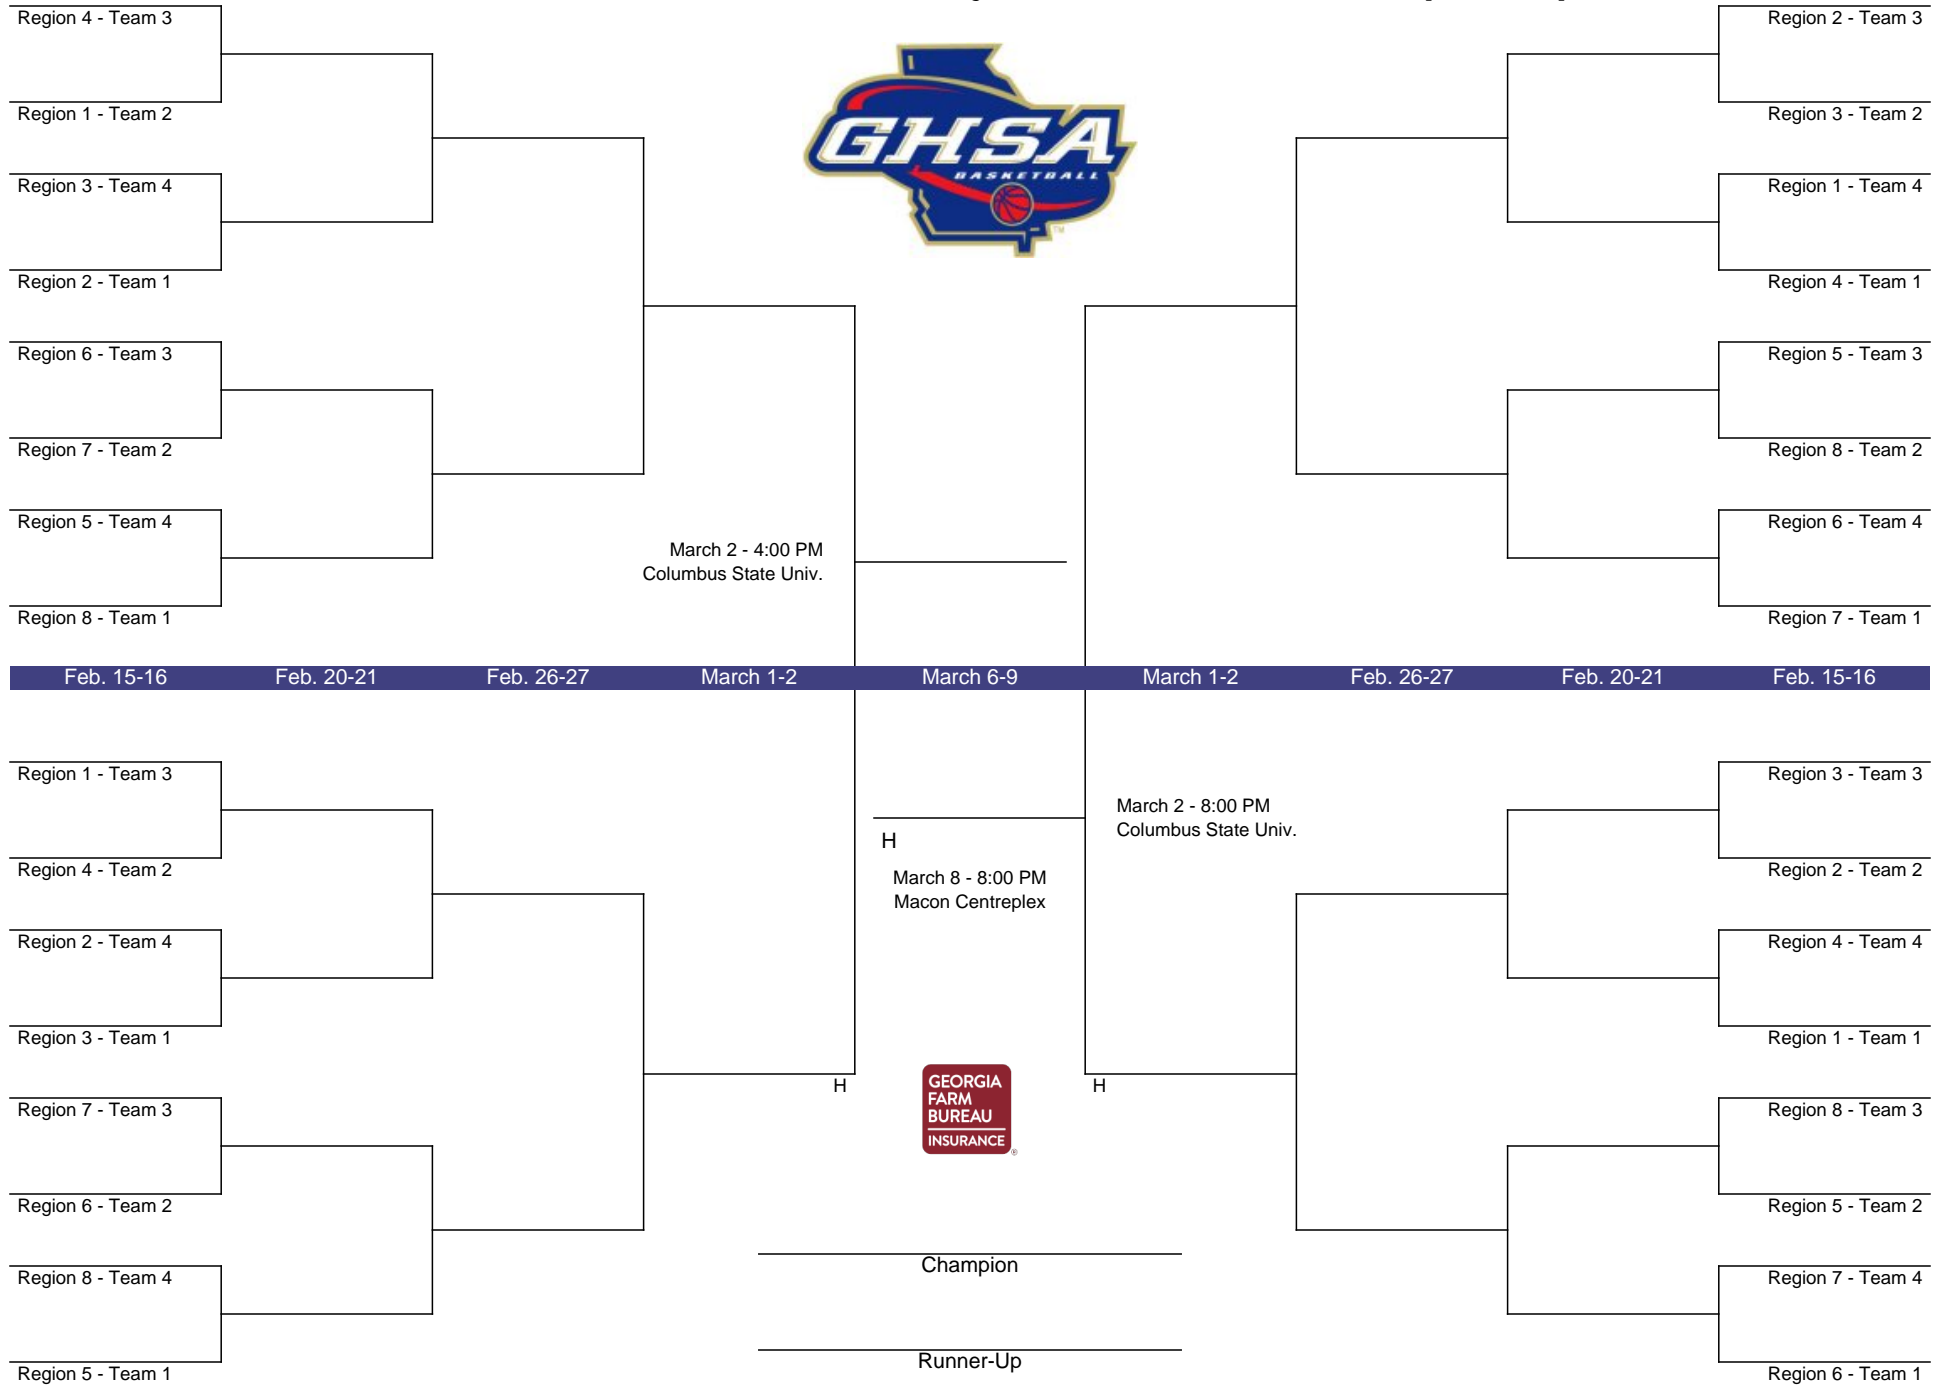 Region 4 - Team 3
Region 1 - Team 2
Region 3 - Team 4
Region 2 - Team 1
Region 6 - Team 3
Region 7 - Team 2
Region 5 - Team 4
Region 8 - Team 1
GHSA
BASKETBALL
TM
Region 2 - Team 3
Region 3 - Team 2
Region 1 - Team 4
Region 4 - Team 1
Region 5 - Team 3
Region 8 - Team 2
Region 6 - Team 4
Region 7 - Team 1
March 2 - 4:00 PM
Columbus State Univ.
Feb. 15-16 Feb. 20-21 Feb. 26-27 March 1-2 March 6-9 March 1-2 Feb. 26-27 Feb. 20-21 Feb. 15-16
Region 1 - Team 3
Region 4 - Team 2
Region 2 - Team 4
Region 3 - Team 1
Region 7 - Team 3
Region 6 - Team 2
Region 8 - Team 4
Region 5 - Team 1
H
March 8 - 8:00 PM
Macon Centreplex
March 2 - 8:00 PM
Columbus State Univ.
H
H
GEORGIA
FARM
BUREAU
INSURANCE
®
Champion
Runner-Up
Region 3 - Team 3
Region 2 - Team 2
Region 4 - Team 4
Region 1 - Team 1
Region 8 - Team 3
Region 5 - Team 2
Region 7 - Team 4
Region 6 - Team 1